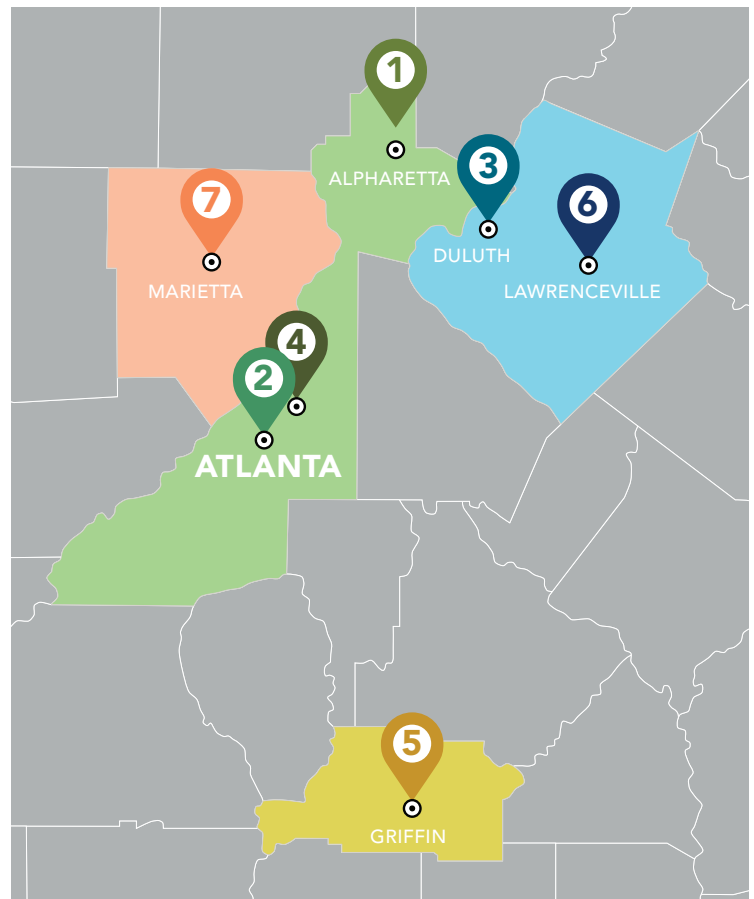 1
ALPHARETTA
3
7
6
DULUTH
MARIETTA
LAWRENCEVILLE
4
2
ATLANTA
5
GRIFFIN